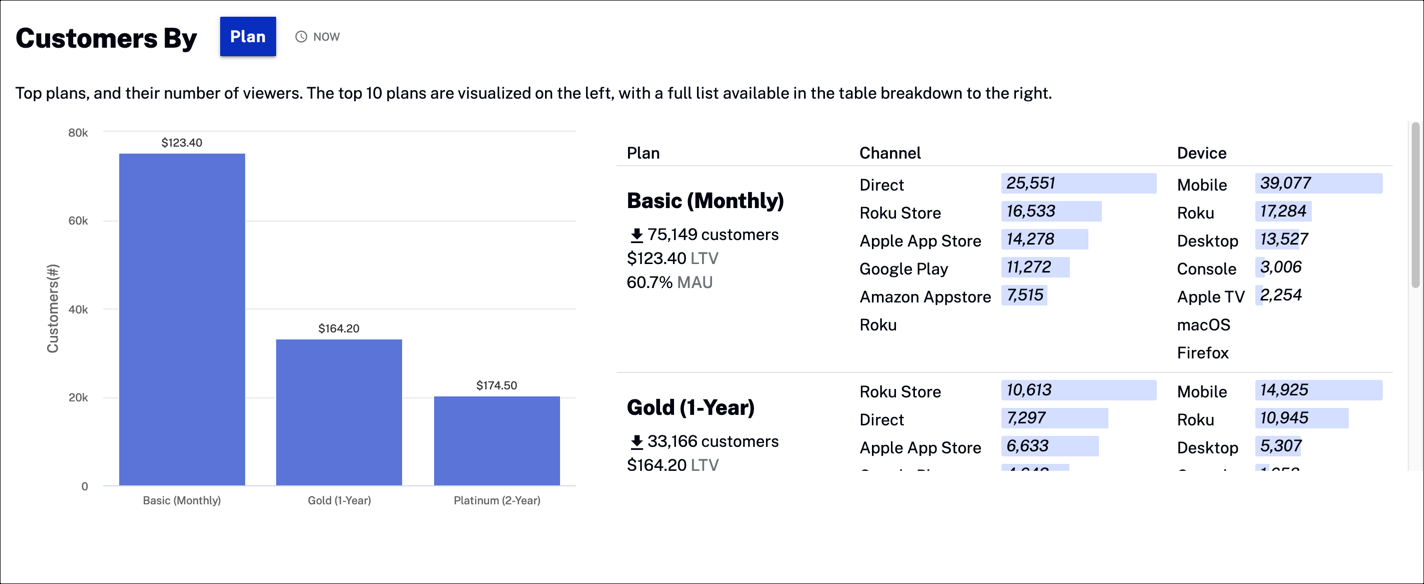 Customers By Plan NOW
Top plans, and their number of viewers. The top 10 plans are visualized on the left, with a full list available in the table breakdown to the right.
Customers(#)
80k
60k
40k
20k
0
$123.40
$164.20
$174.50
Basic (Monthly) Gold (1-Year) Platinum (2-Year)
Plan Channel Device
Basic (Monthly)
75,149 customers
$123.40 LTV
60.7% MAU
Direct 25,551
Roku Store 16,533
Apple App Store 14,278
Google Play 11,272
Amazon Appstore 7,515
Roku
Mobile 39,077
Roku 17,284
Desktop 13,527
Console 3,006
Apple TV 2,254
macOS
Firefox
Gold (1-Year)
33,166 customers
$164.20 LTV
Roku Store 10,613
Direct 7,297
Apple App Store 6,633
Mobile 14,925
Roku 10,945
Desktop 5,307